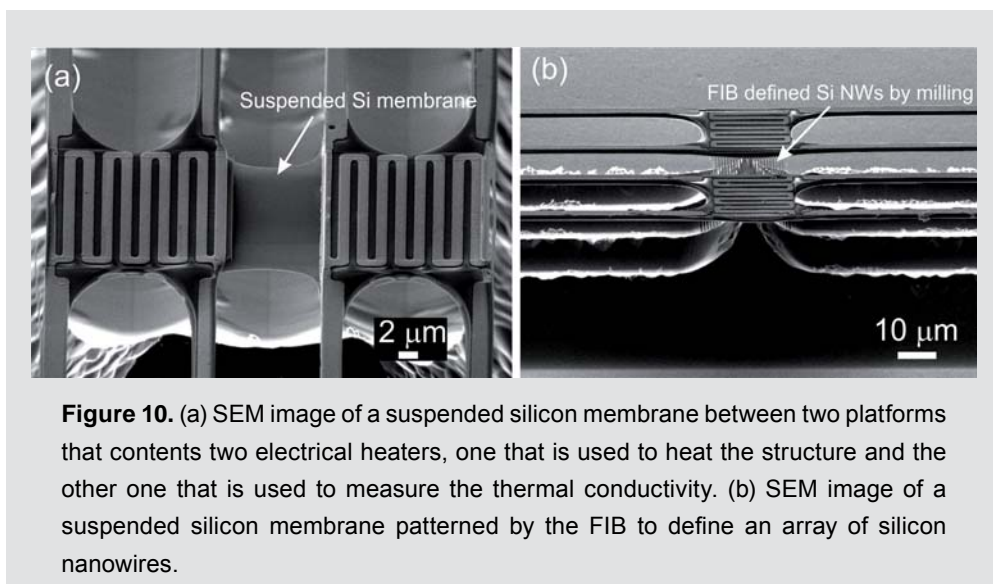 (a)
Suspended Si membrane
2 μm
(b)
FIB defined Si NWs by milling
10 μm
Figure 10. (a) SEM image of a suspended silicon membrane between two platforms
that contents two electrical heaters, one that is used to heat the structure and the
other one that is used to measure the thermal conductivity. (b) SEM image of a
suspended silicon membrane patterned by the FIB to define an array of silicon
nanowires.